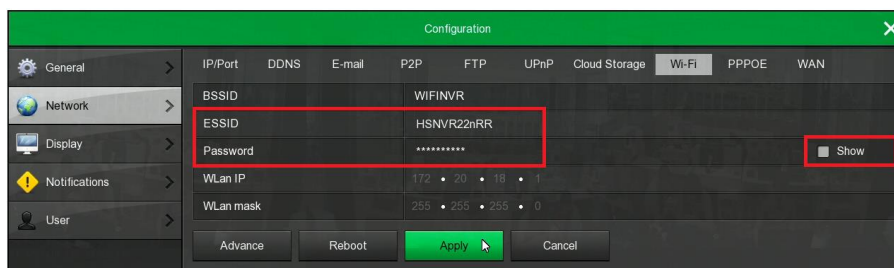 Configuration
General
Network
Display
Notifications
User
IP/Port DDNS E-mail P2P FTP UPnP Cloud Storage Wi-Fi PPPOE WAN
BSSID WIFINVR
ESSID HSNVR22nRR
Password ********** Show
WLan IP 172 • 20 • 18 • 1
WLan mask 255 • 255 • 255 • 0
Advance Reboot Apply Cancel